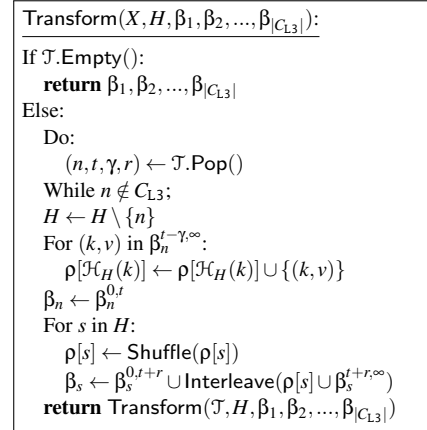 Transform(X, H, β₁, β₂, ..., β_{|C_{L3}|}):
If 𝒯.Empty():
return β₁, β₂, ..., β_{|C_{L3}|}
Else:
Do:
(n, t, γ, r) ← 𝒯.Pop()
While n ∉ C_{L3};
H ← H \ {n}
For (k, v) in β_n^{t−γ,∞}:
ρ[ℋ_H(k)] ← ρ[ℋ_H(k)] ∪ {(k, v)}
β_n ← β_n^{0,t}
For s in H:
ρ[s] ← Shuffle(ρ[s])
β_s ← β_s^{0,t+r} ∪ Interleave(ρ[s] ∪ β_s^{t+r,∞})
return Transform(𝒯, H, β₁, β₂, ..., β_{|C_{L3}|})